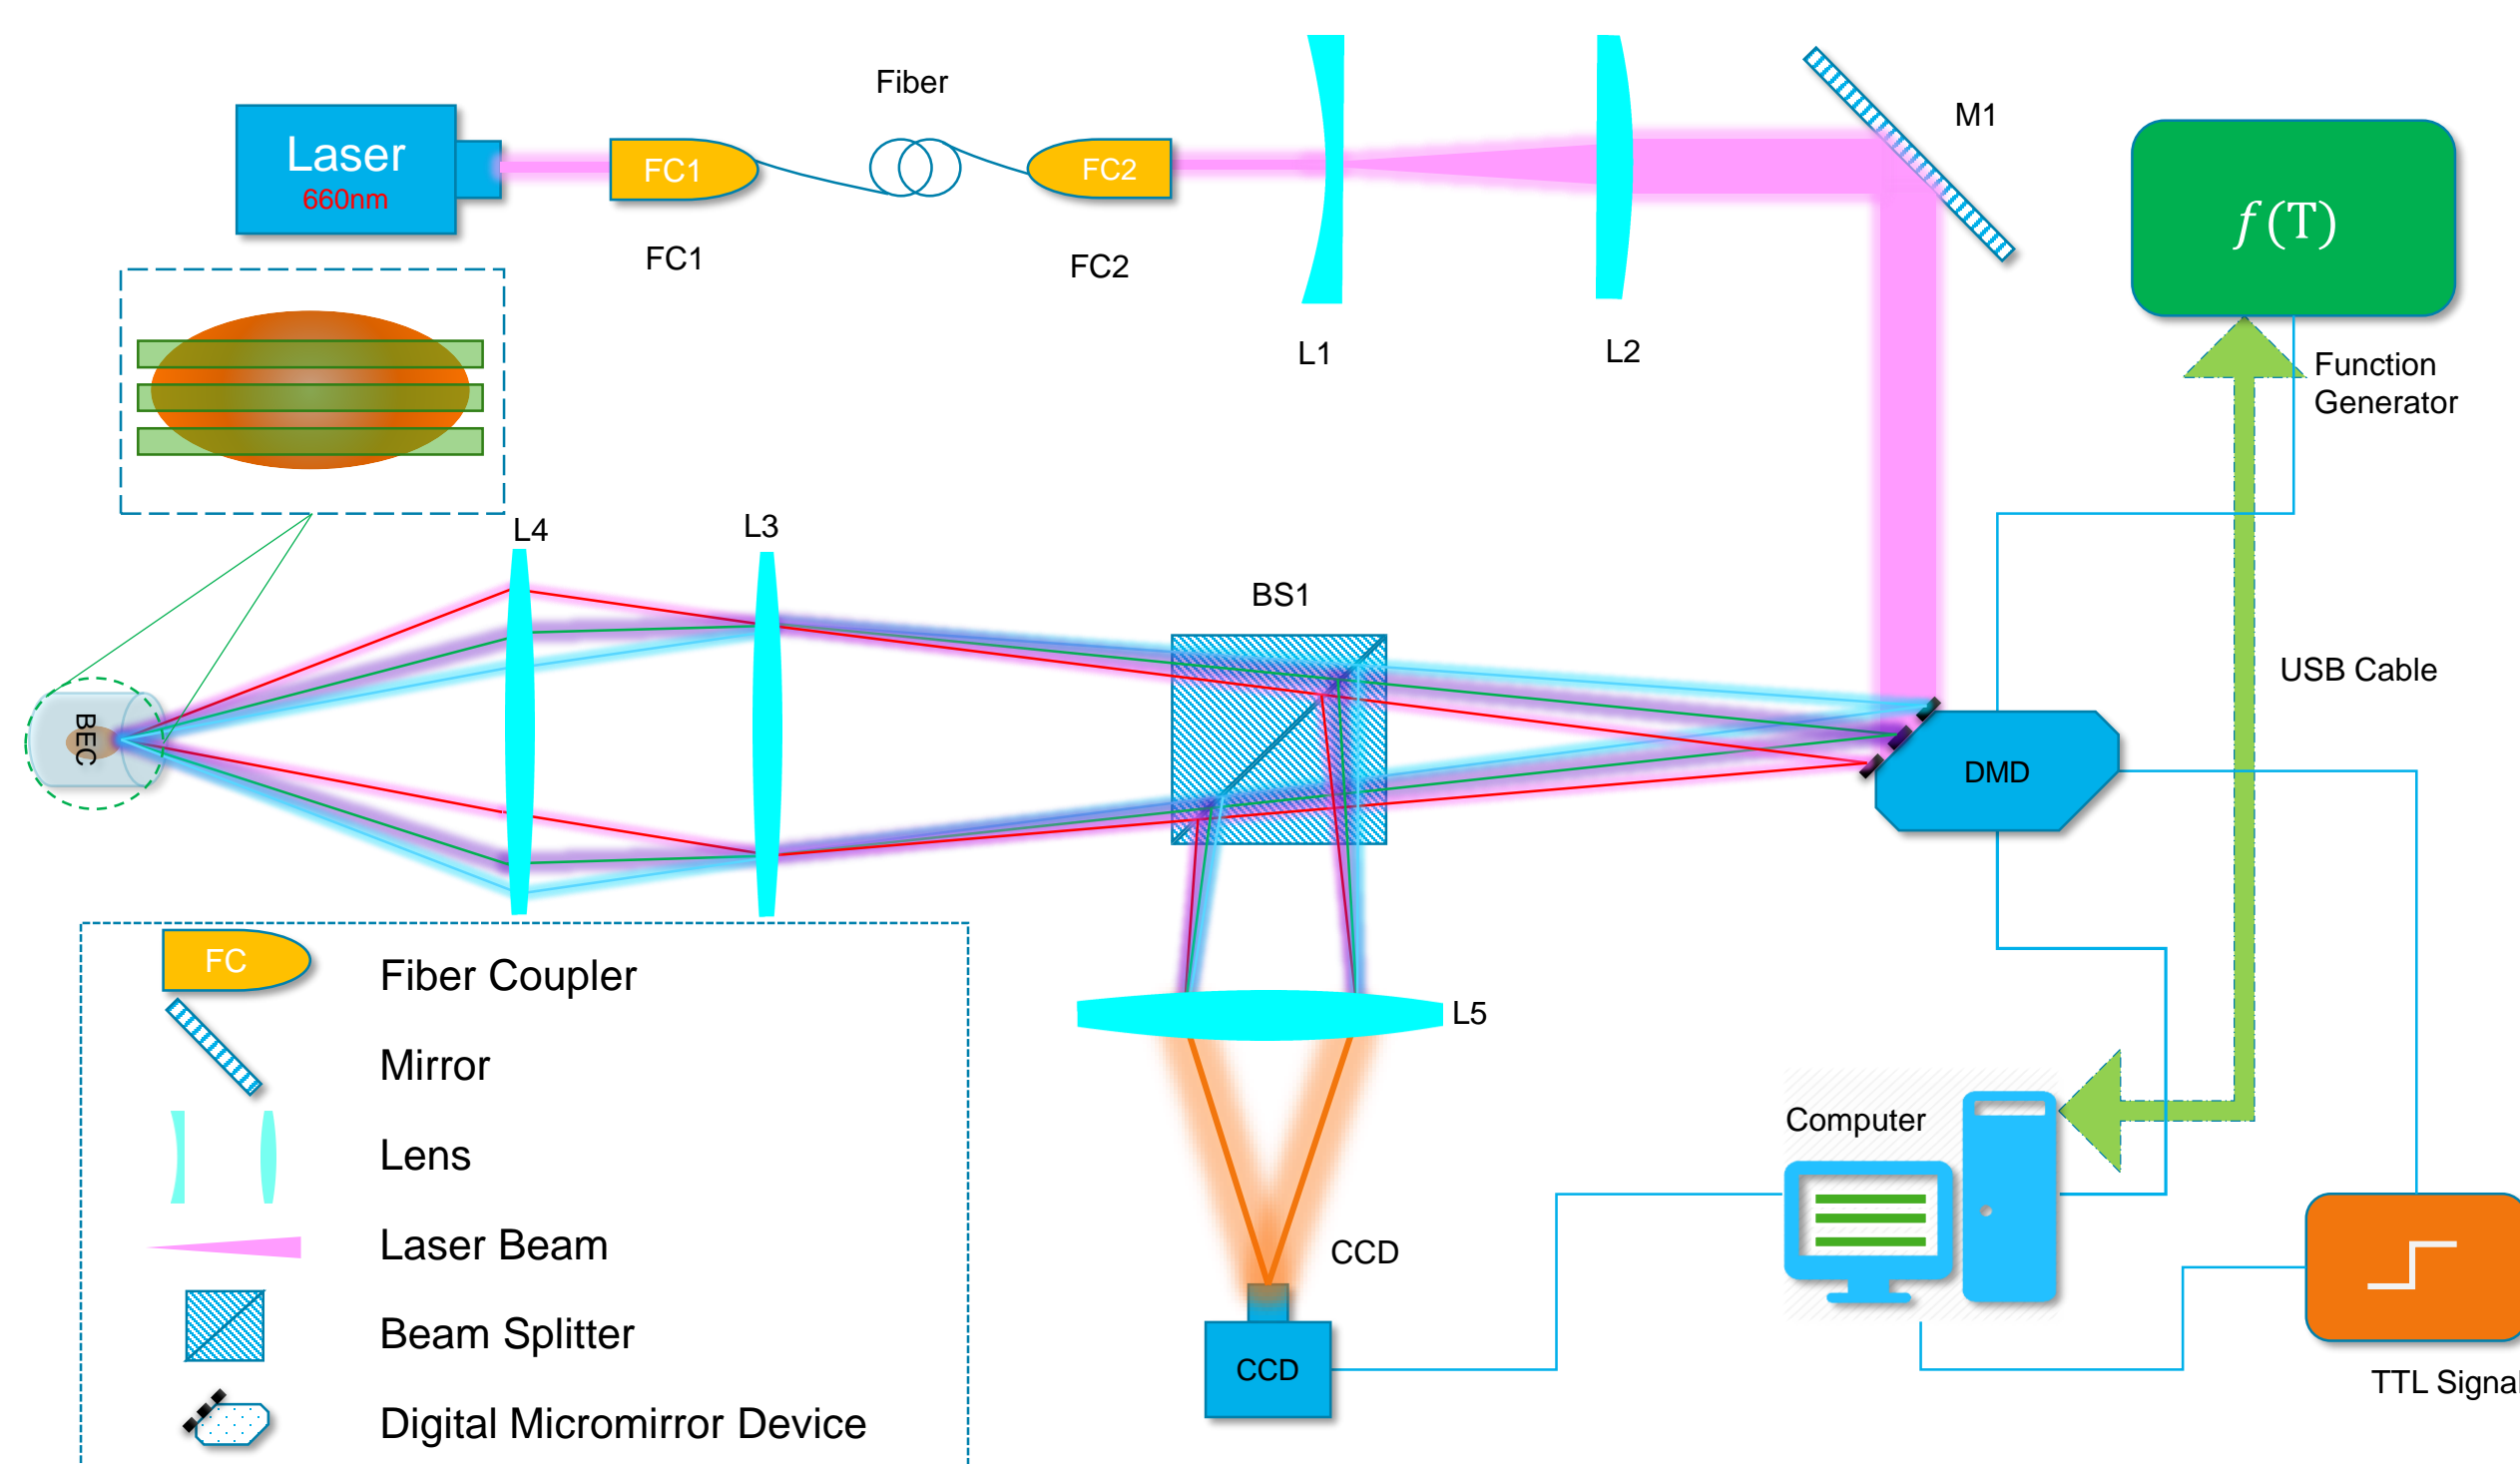 Fiber
M1
Laser
660nm
FC1
FC2
f (T)
FC1
FC2
L1
L2
Function
Generator
L4
L3
BS1
USB Cable
BEC
DMD
L5
FC
Fiber Coupler
Mirror
Lens
Laser Beam
Beam Splitter
Digital Micromirror Device
Computer
CCD
CCD
TTL Signal